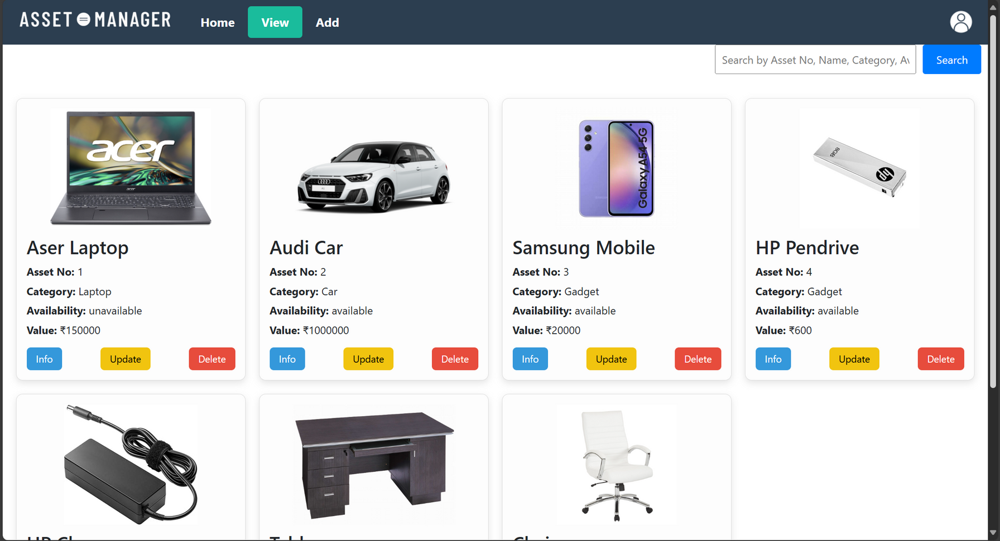 ASSET MANAGER
Home
View
Add
Search by Asset No, Name, Category, Av
Search
acer
acer
Aser Laptop
Asset No: 1
Category: Laptop
Availability: unavailable
Value: ₹150000
Info
Update
Delete
Audi Car
Asset No: 2
Category: Car
Availability: available
Value: ₹1000000
Info
Update
Delete
Galaxy A54 5G
Samsung Mobile
Asset No: 3
Category: Gadget
Availability: available
Value: ₹20000
Info
Update
Delete
8GB
hp
HP Pendrive
Asset No: 4
Category: Gadget
Availability: available
Value: ₹600
Info
Update
Delete